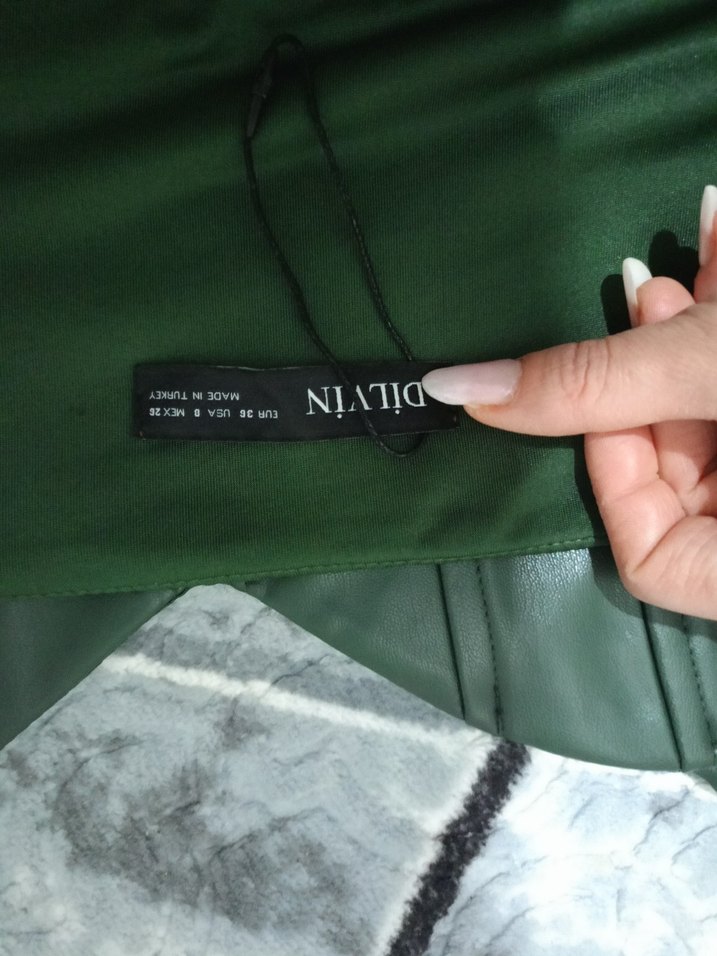 DİLVİN
EUR 36 USA 6 MEX 26
MADE IN TURKEY